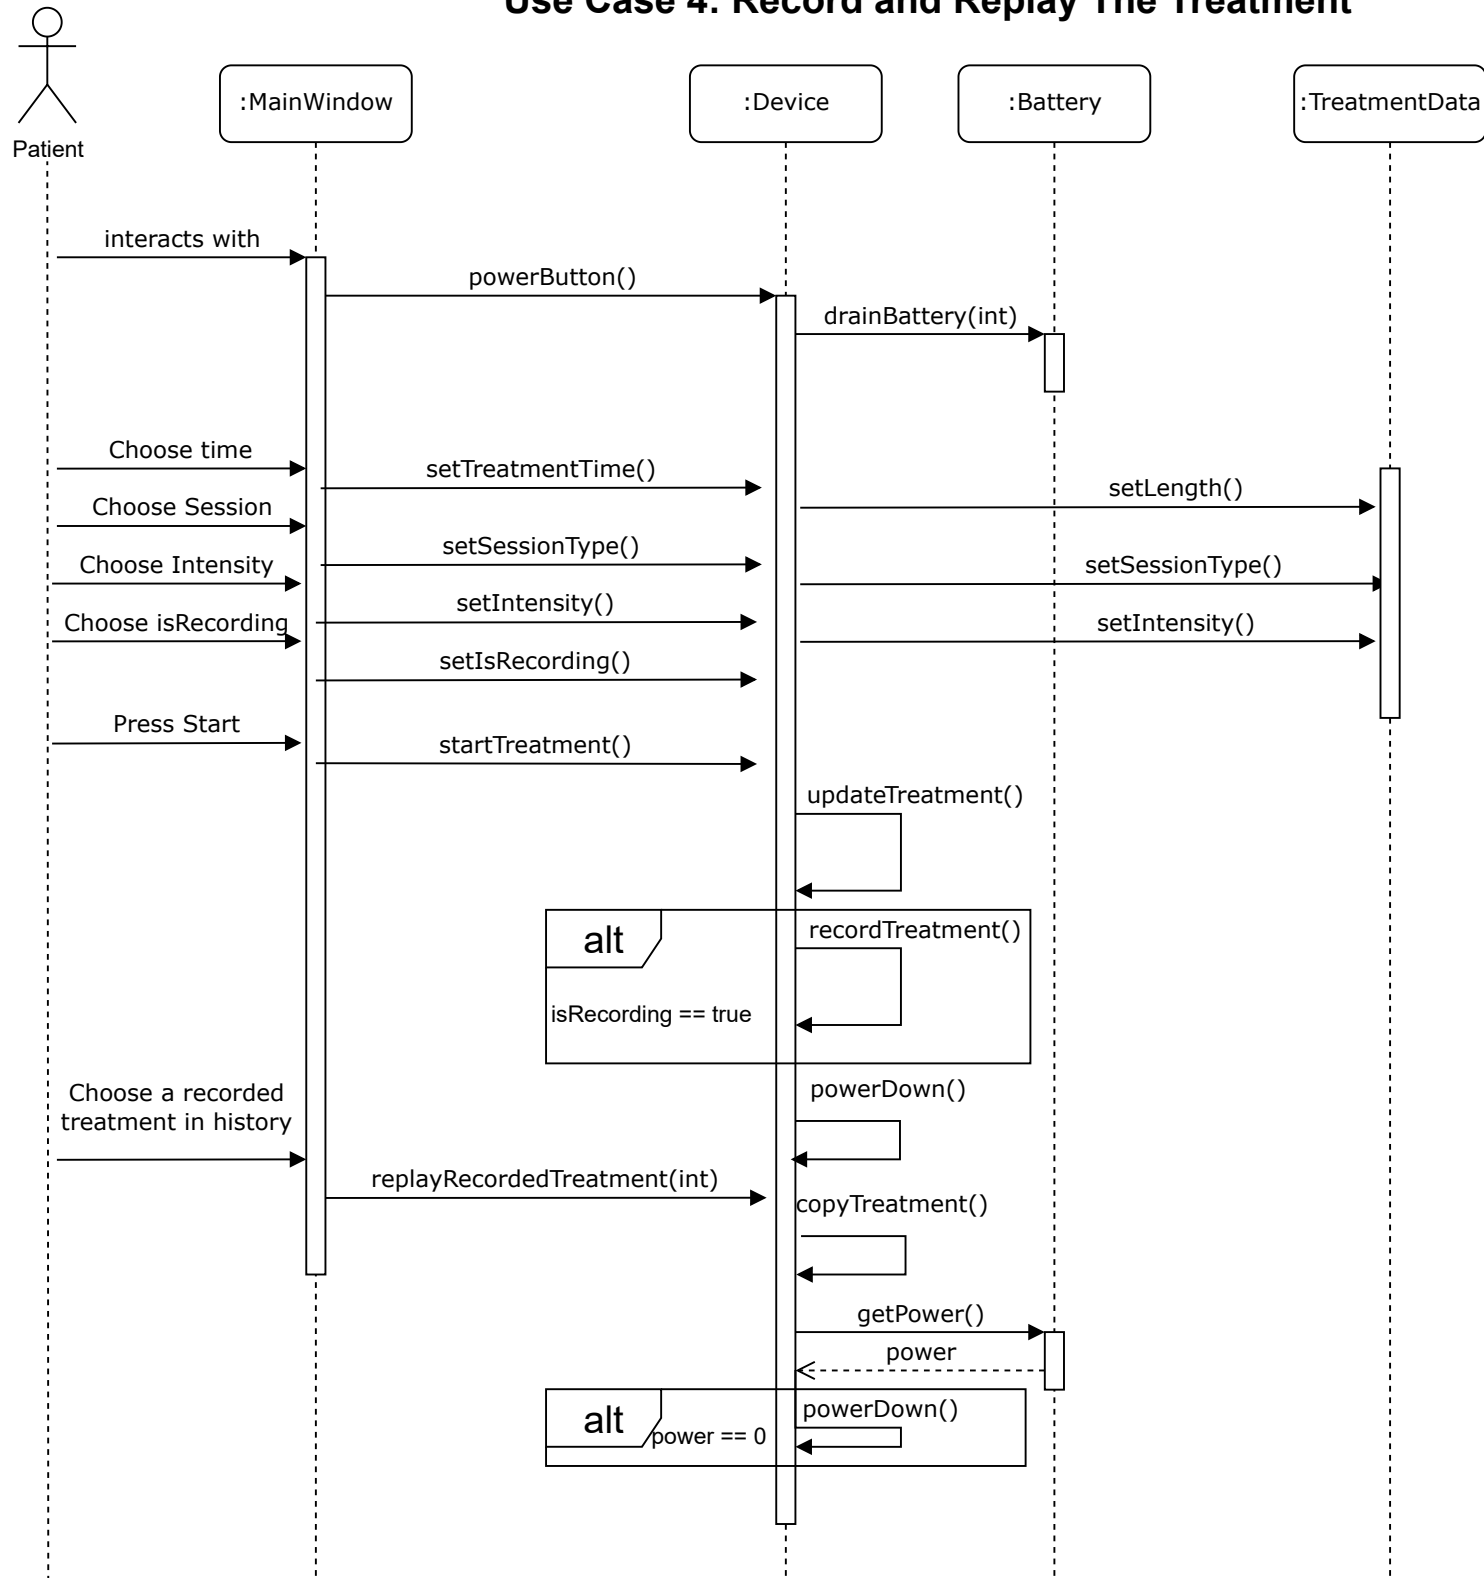 Use Case 4: Record and Replay The Treatment
Patient
:MainWindow
:Device
:Battery
:TreatmentData
interacts with
powerButton()
drainBattery(int)
Choose time
setTreatmentTime()
setLength()
Choose Session
setSessionType()
setSessionType()
Choose Intensity
setIntensity()
setIntensity()
Choose isRecording
setIsRecording()
Press Start
startTreatment()
updateTreatment()
alt
recordTreatment()
isRecording == true
powerDown()
Choose a recorded
treatment in history
replayRecordedTreatment(int)
copyTreatment()
getPower()
power
alt
powerDown()
power == 0